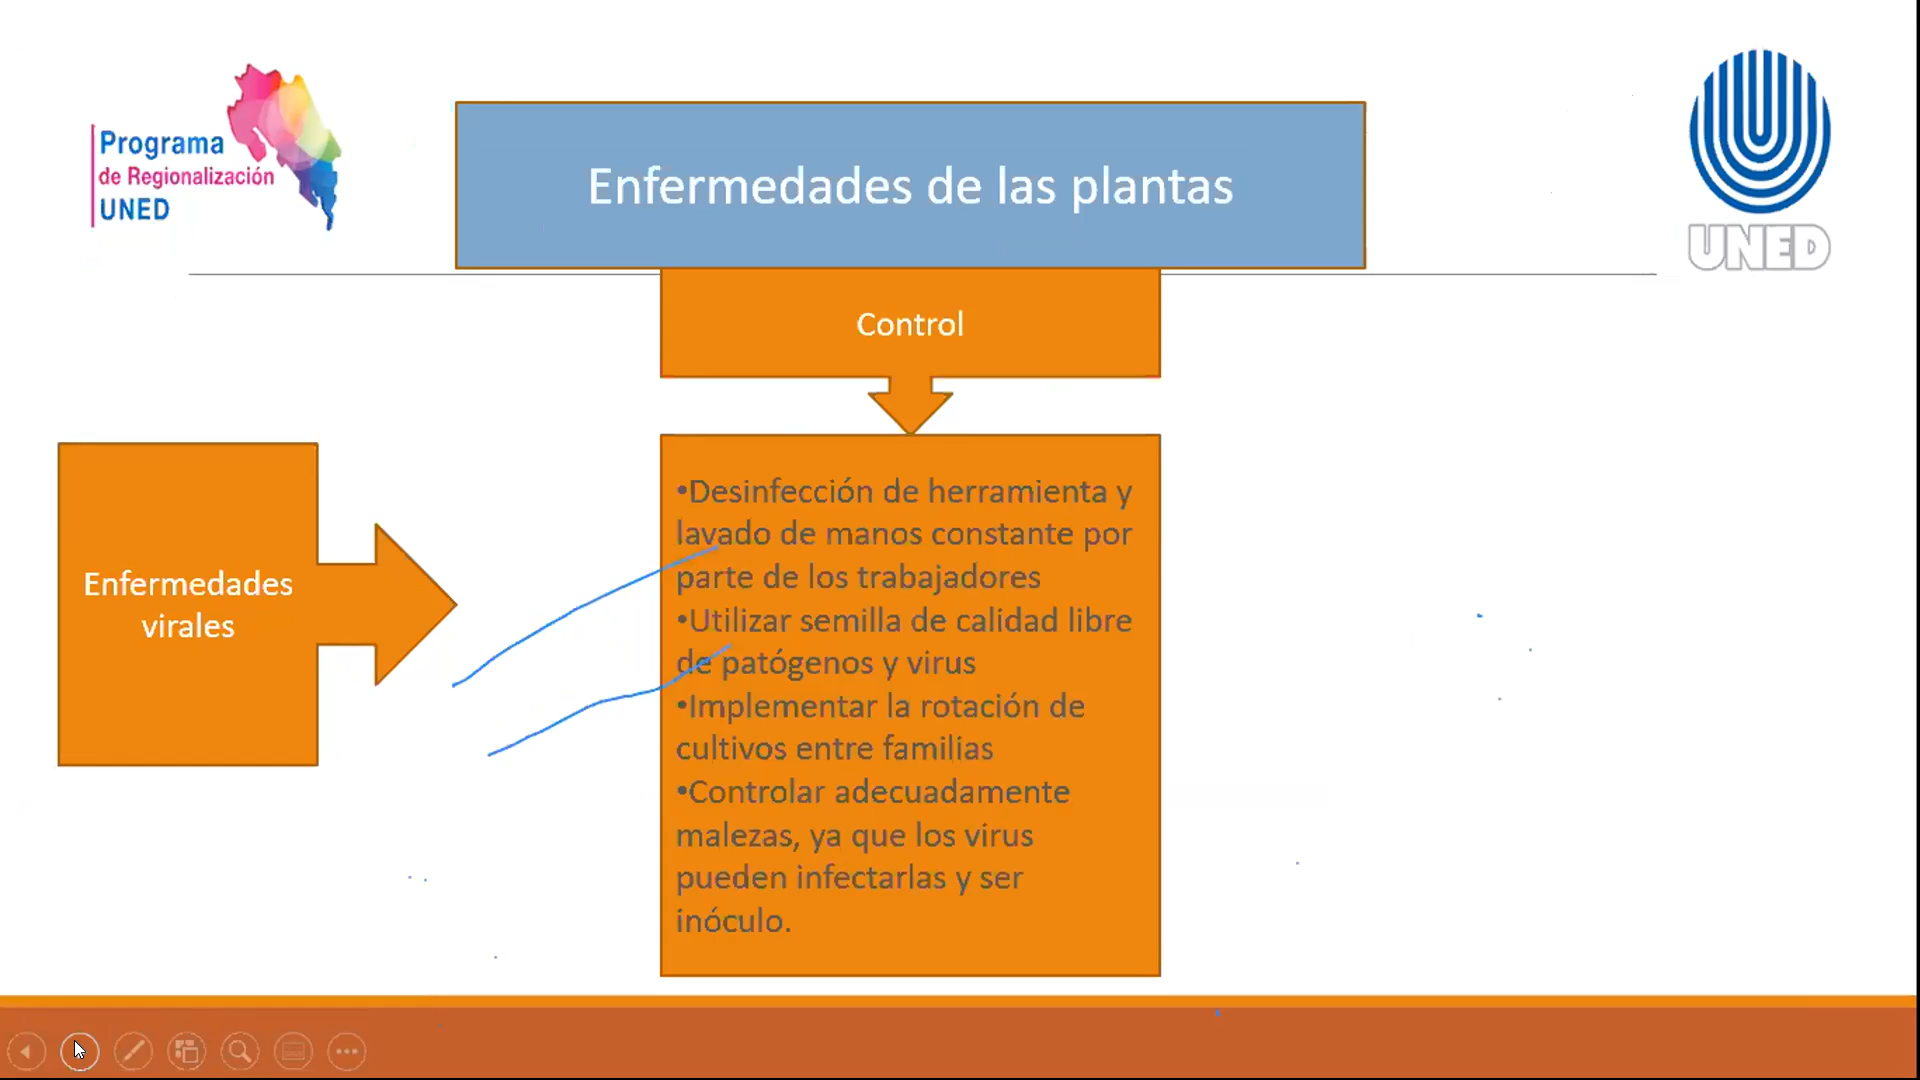 Programa
de Regionalización
UNED
Enfermedades de las plantas
UNED
Control
Enfermedades
virales
•Desinfección de herramienta y
lavado de manos constante por
parte de los trabajadores
•Utilizar semilla de calidad libre
de patógenos y virus
•Implementar la rotación de
cultivos entre familias
•Controlar adecuadamente
malezas, ya que los virus
pueden infectarlas y ser
inóculo.